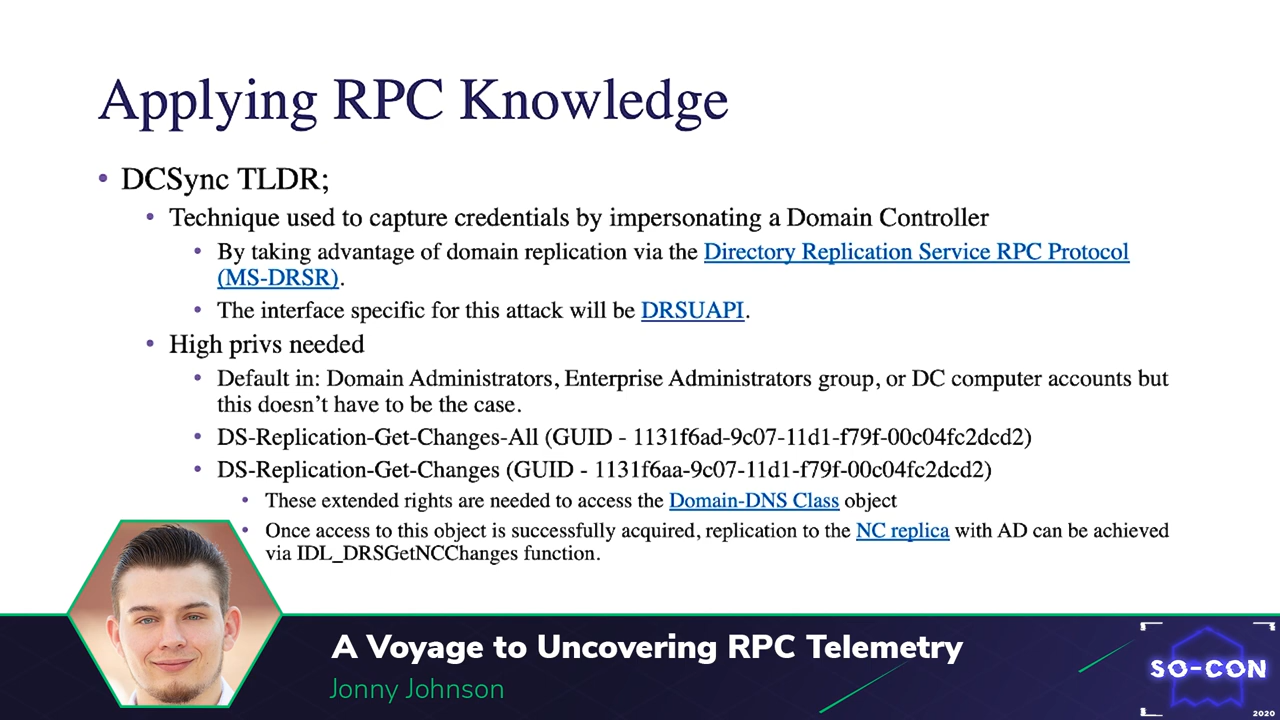 Applying RPC Knowledge
• DCSync TLDR;
• Technique used to capture credentials by impersonating a Domain Controller
• By taking advantage of domain replication via the Directory Replication Service RPC Protocol
(MS-DRSR).
• The interface specific for this attack will be DRSUAPI.
• High privs needed
• Default in: Domain Administrators, Enterprise Administrators group, or DC computer accounts but
this doesn't have to be the case.
• DS-Replication-Get-Changes-All (GUID - 1131f6ad-9c07-11d1-f79f-00c04fc2dcd2)
• DS-Replication-Get-Changes (GUID - 1131f6aa-9c07-11d1-f79f-00c04fc2dcd2)
• These extended rights are needed to access the Domain-DNS Class object
• Once access to this object is successfully acquired, replication to the NC replica with AD can be achieved
via IDL_DRSGetNCChanges function.
A Voyage to Uncovering RPC Telemetry
Jonny Johnson
SO-CON
2020